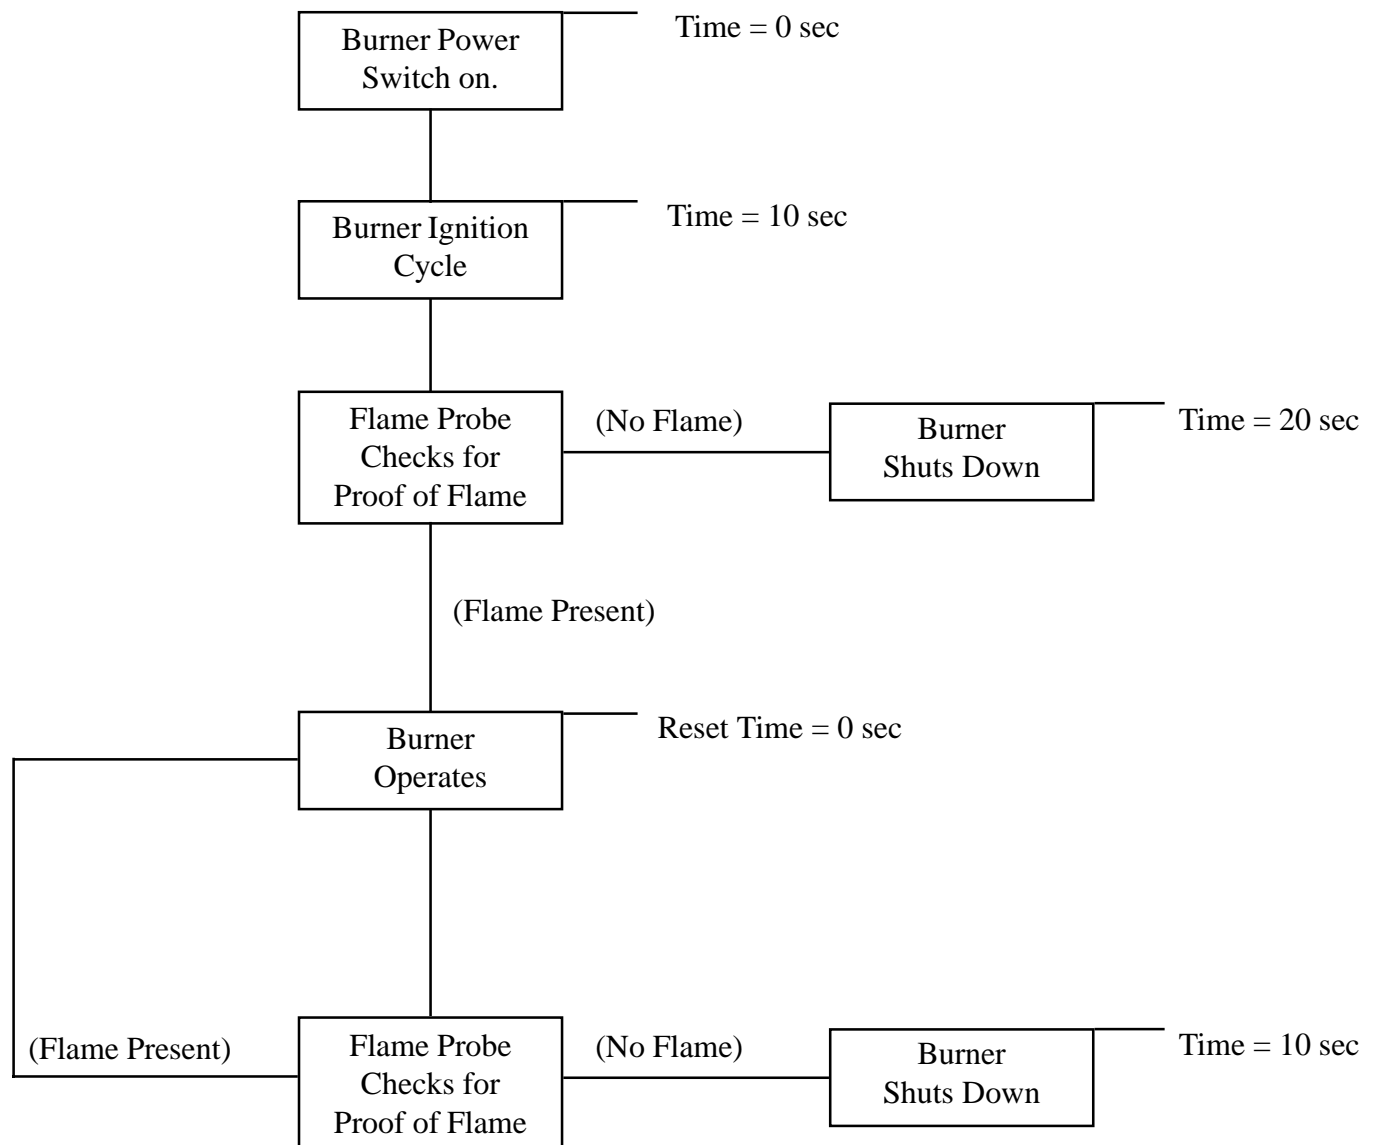 Burner Power
Switch on.
Time = 0 sec
Burner Ignition
Cycle
Time = 10 sec
Flame Probe
Checks for
Proof of Flame
(No Flame)
Burner
Shuts Down
Time = 20 sec
(Flame Present)
Burner
Operates
Reset Time = 0 sec
(Flame Present)
Flame Probe
Checks for
Proof of Flame
(No Flame)
Burner
Shuts Down
Time = 10 sec